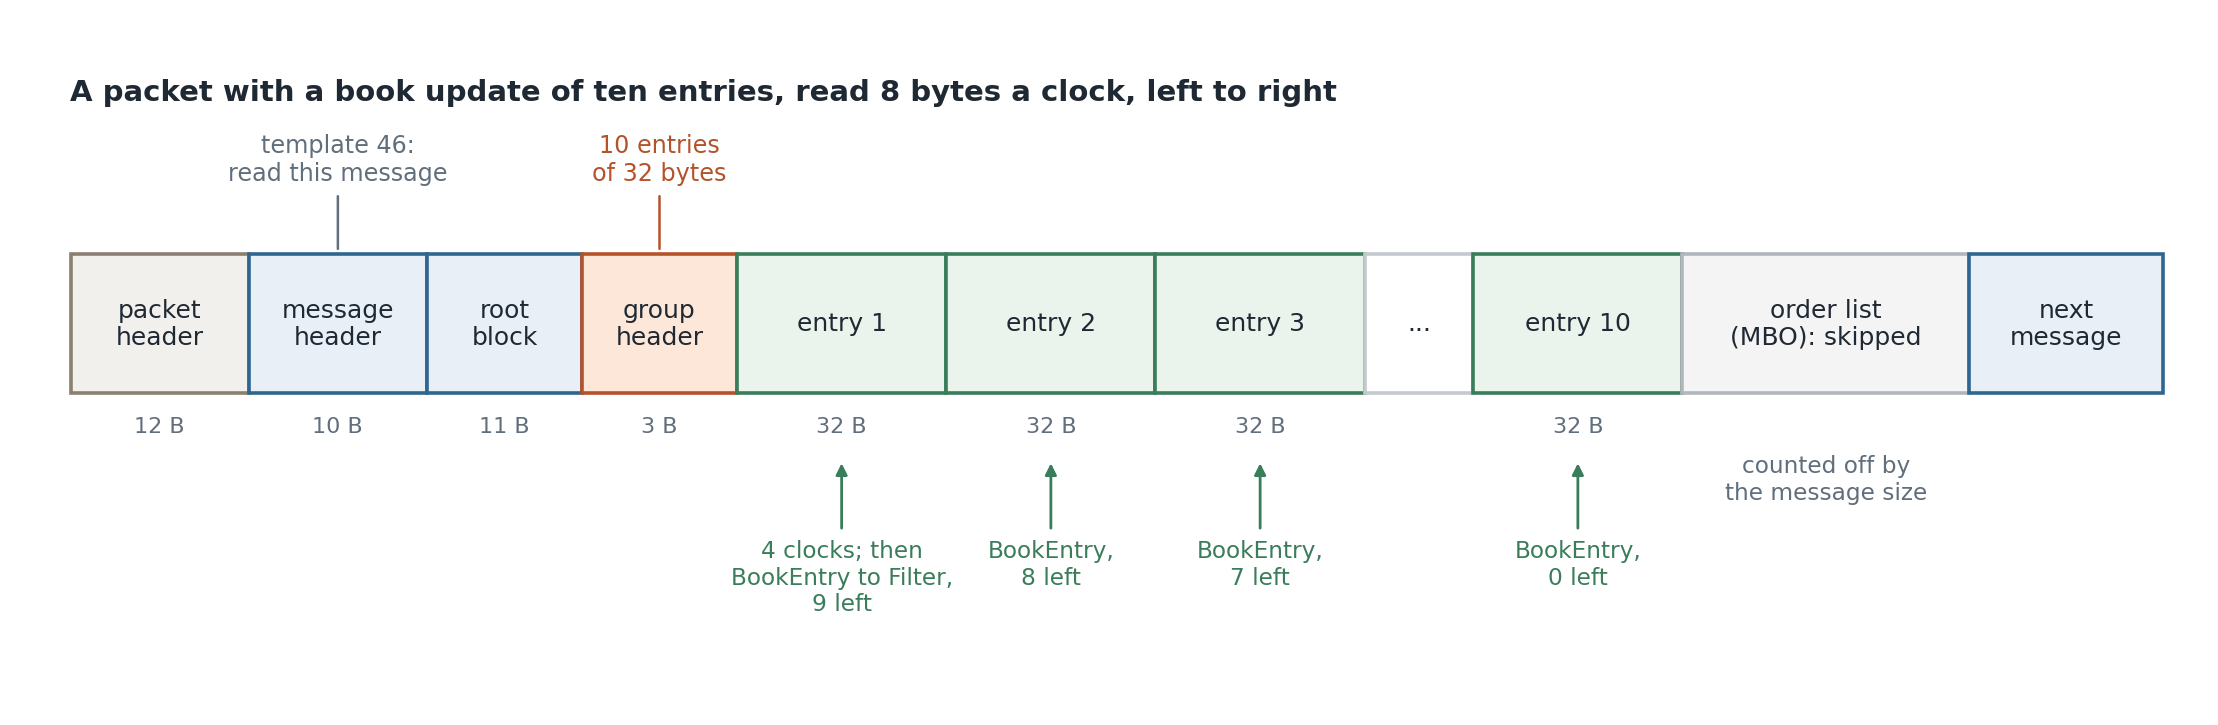 A packet with a book update of ten entries, read 8 bytes a clock, left to right
template 46:
read this message
10 entries
of 32 bytes
packet
header
message
header
root
block
group
header
entry 1
entry 2
entry 3
...
entry 10
order list
(MBO): skipped
next
message
12 B
10 B
11 B
3 B
32 B
32 B
32 B
32 B
counted off by
the message size
4 clocks; then
BookEntry to Filter,
9 left
BookEntry,
8 left
BookEntry,
7 left
BookEntry,
0 left